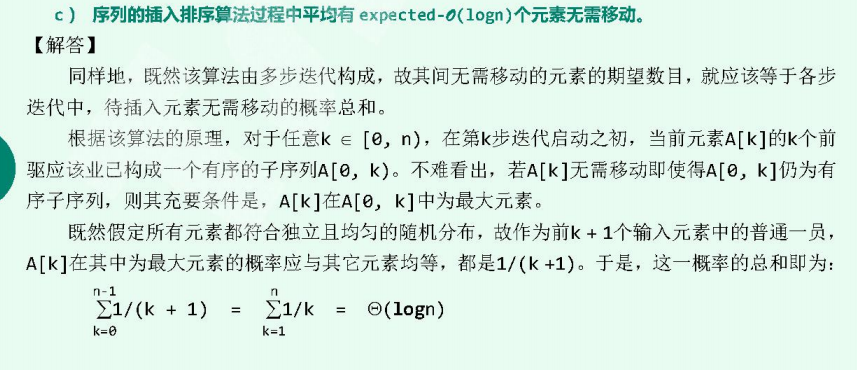 c） 序列的插入排序算法过程中平均有expected-O(logn)个元素无需移动。
【解答】
同样地，既然该算法由多步迭代构成，故其间无需移动的元素的期望数目，就应该等于各步
迭代中，待插入元素无需移动的概率总和。
根据该算法的原理，对于任意k ∈ [0, n)，在第k步迭代启动之初，当前元素A[k]的k个前
驱应该业已构成一个有序的子序列A[0, k)。不难看出，若A[k]无需移动即使得A[0, k]仍为有
序子序列，则其充要条件是，A[k]在A[0, k]中为最大元素。
既然假定所有元素都符合独立且均匀的随机分布，故作为前k + 1个输入元素中的普通一员，
A[k]在其中为最大元素的概率应与其它元素均等，都是1/(k +1)。于是，这一概率的总和即为：
n-1 n
∑1/(k + 1) = ∑1/k = Θ(logn)
k=0 k=1